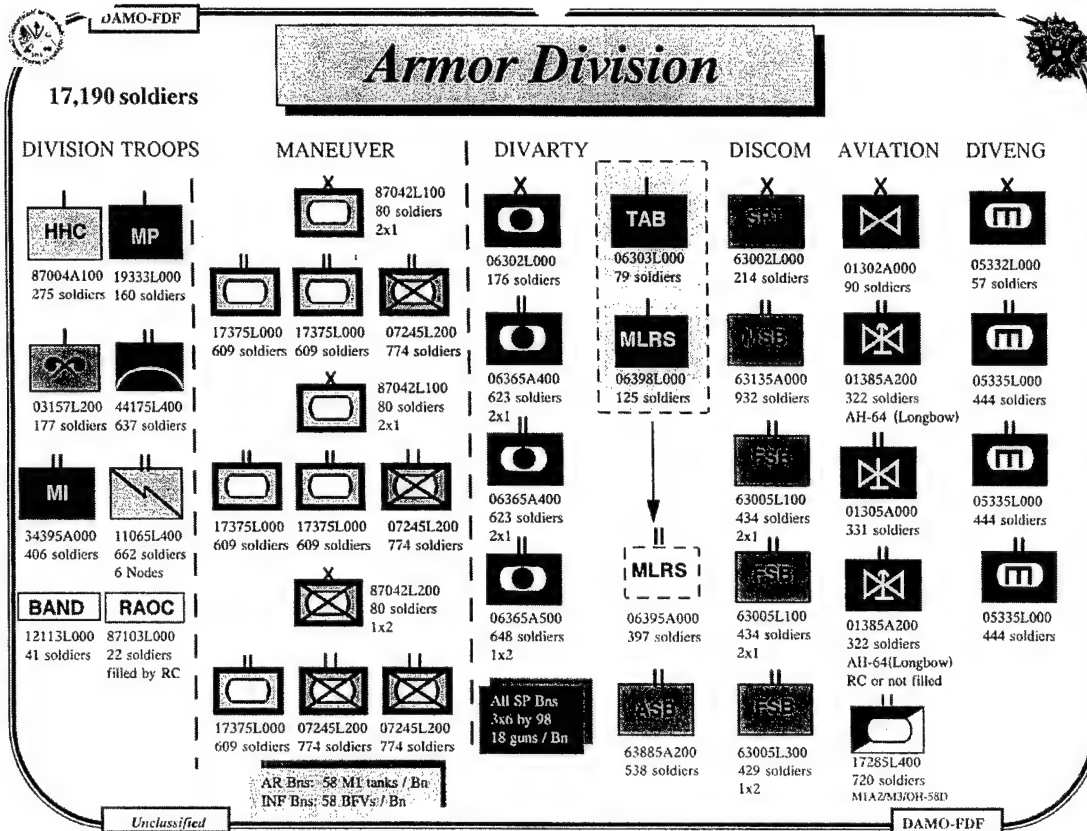 DAMO-FDF
Armor Division
17,190 soldiers
DIVISION TROOPS
HHC
87004A100
275 soldiers
MP
19333L000
160 soldiers
03157L200
177 soldiers
44175L400
637 soldiers
MI
34395A000
406 soldiers
11065L400
662 soldiers
6 Nodes
BAND
12113L000
41 soldiers
RAOC
87103L000
22 soldiers
filled by RC
MANEUVER
87042L100
80 soldiers
2x1
17375L000
609 soldiers
17375L000
609 soldiers
07245L200
774 soldiers
87042L100
80 soldiers
2x1
17375L000
609 soldiers
17375L000
609 soldiers
07245L200
774 soldiers
87042L200
80 soldiers
1x2
17375L000
609 soldiers
07245L200
774 soldiers
07245L200
774 soldiers
AR Bns: 58 M1 tanks / Bn
INF Bns: 58 BFVs / Bn
DIVARTY
06302L000
176 soldiers
06365A400
623 soldiers
2x1
06365A400
623 soldiers
2x1
06365A500
648 soldiers
1x2
All SP Bns
3x6 by 98
18 guns / Bn
TAB
06303L000
79 soldiers
MLRS
06398L000
125 soldiers
MLRS
06395A000
397 soldiers
ASB
63885A200
538 soldiers
DISCOM
SPT
63002L000
214 soldiers
MSB
63135A000
932 soldiers
FSB
63005L100
434 soldiers
2x1
FSB
63005L100
434 soldiers
2x1
FSB
63005L300
429 soldiers
1x2
AVIATION
01302A000
90 soldiers
01385A200
322 soldiers
AH-64 (Longbow)
01305A000
331 soldiers
01385A200
322 soldiers
AH-64(Longbow)
RC or not filled
17285L400
720 soldiers
M1A2/M3/OH-58D
DIVENG
05332L000
57 soldiers
05335L000
444 soldiers
05335L000
444 soldiers
05335L000
444 soldiers
Unclassified
DAMO-FDF